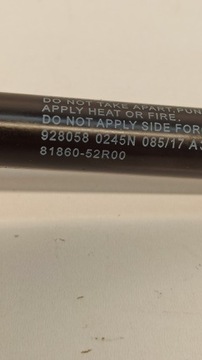 DO NOT TAKE APART,PUN
APPLY HEAT OR FIRE.
DO NOT APPLY SIDE FOR
928058 0245N 085/17 A3
81860-52R00